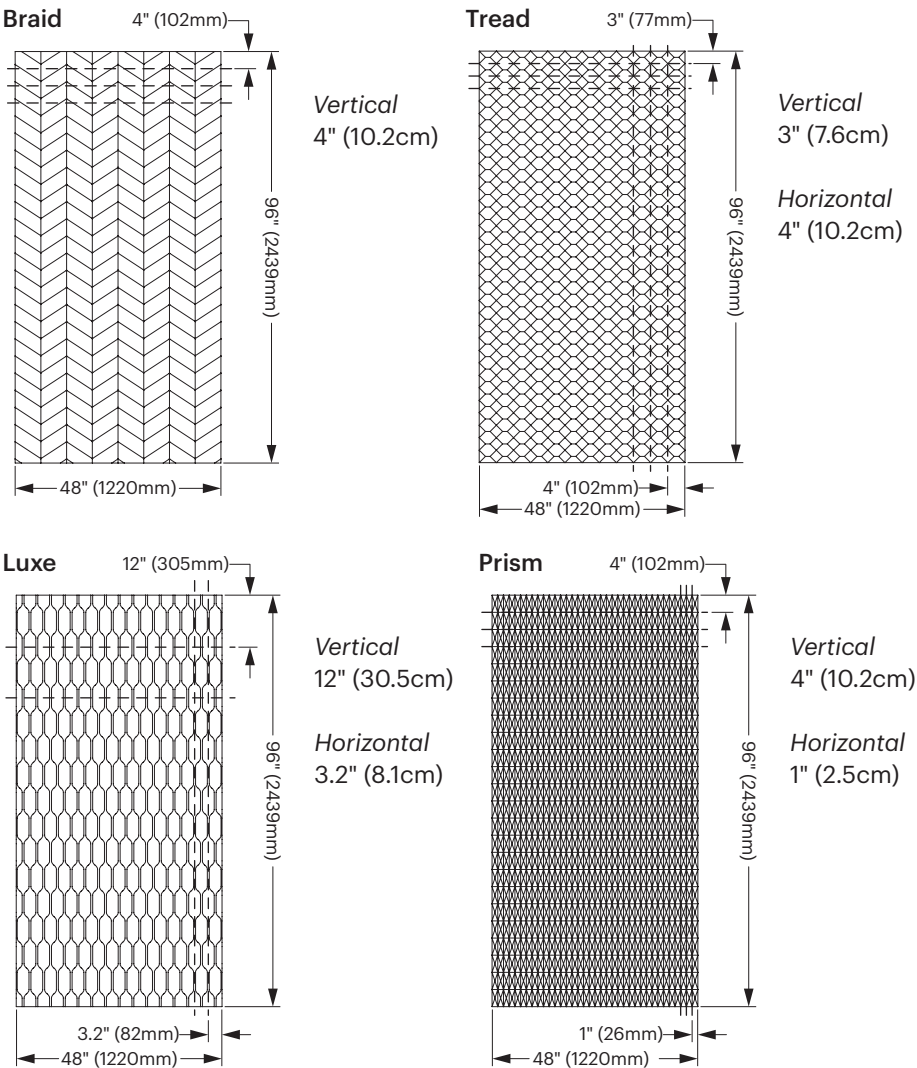 Braid
4" (102mm)
Vertical
4" (10.2cm)
96" (2439mm)
48" (1220mm)
Tread
3" (77mm)
Vertical
3" (7.6cm)
Horizontal
4" (10.2cm)
96" (2439mm)
4" (102mm)
48" (1220mm)
Luxe
12" (305mm)
Vertical
12" (30.5cm)
Horizontal
3.2" (8.1cm)
96" (2439mm)
3.2" (82mm)
48" (1220mm)
Prism
4" (102mm)
Vertical
4" (10.2cm)
Horizontal
1" (2.5cm)
96" (2439mm)
1" (26mm)
48" (1220mm)